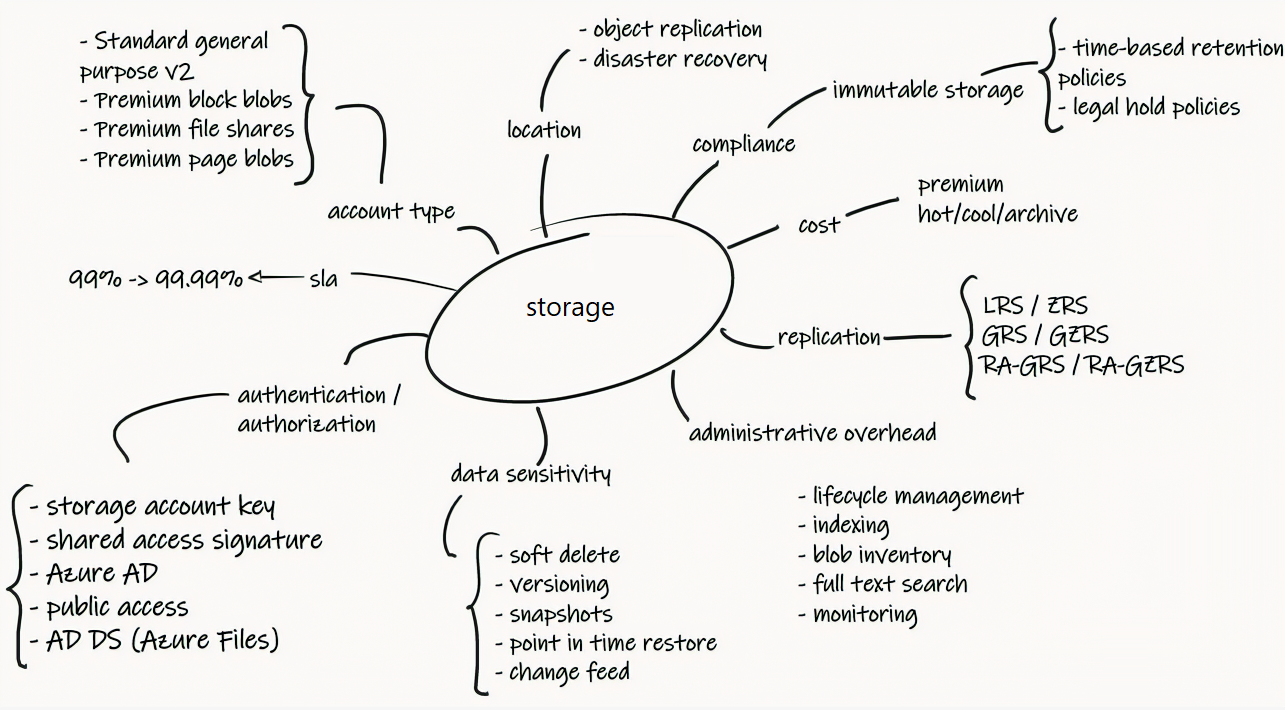 - Standard general
purpose v2
- Premium block blobs
- Premium file shares
- Premium page blobs
account type
- object replication
- disaster recovery
location
compliance
immutable storage
- time-based retention
policies
- legal hold policies
cost
premium
hot/cool/archive
sla
99% -> 99.99%
storage
replication
LRS / ZRS
GRS / GZRS
RA-GRS / RA-GZRS
authentication /
authorization
- storage account key
- shared access signature
- Azure AD
- public access
- AD DS (Azure Files)
data sensitivity
- soft delete
- versioning
- snapshots
- point in time restore
- change feed
administrative overhead
- lifecycle management
- indexing
- blob inventory
- full text search
- monitoring